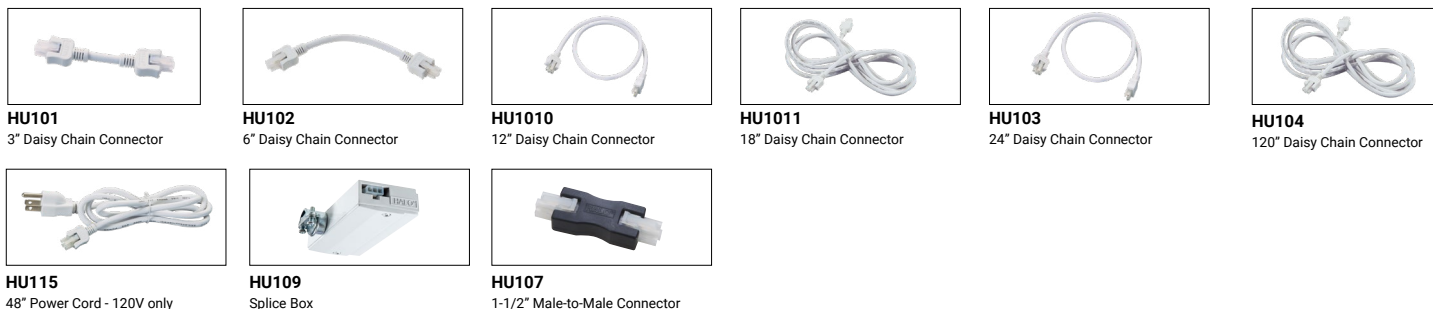 HU101
3” Daisy Chain Connector
HU102
6” Daisy Chain Connector
HU1010
12” Daisy Chain Connector
HU1011
18” Daisy Chain Connector
HU103
24” Daisy Chain Connector
HU104
120” Daisy Chain Connector
HALO
HU115
48” Power Cord - 120V only
HU109
Splice Box
HU107
1-1/2” Male-to-Male Connector